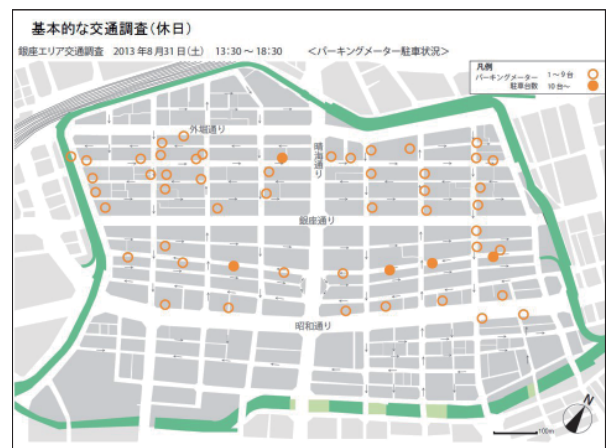 基本的な交通調査（休日）
銀座エリア交通調査　2013年8月31日（土）　13:30～18:30　＜パーキングメーター駐車状況＞
凡例
パーキングメーター　1～9台
駐車台数　10台～
外堀通り
晴海通り
銀座通り
昭和通り
N
100m